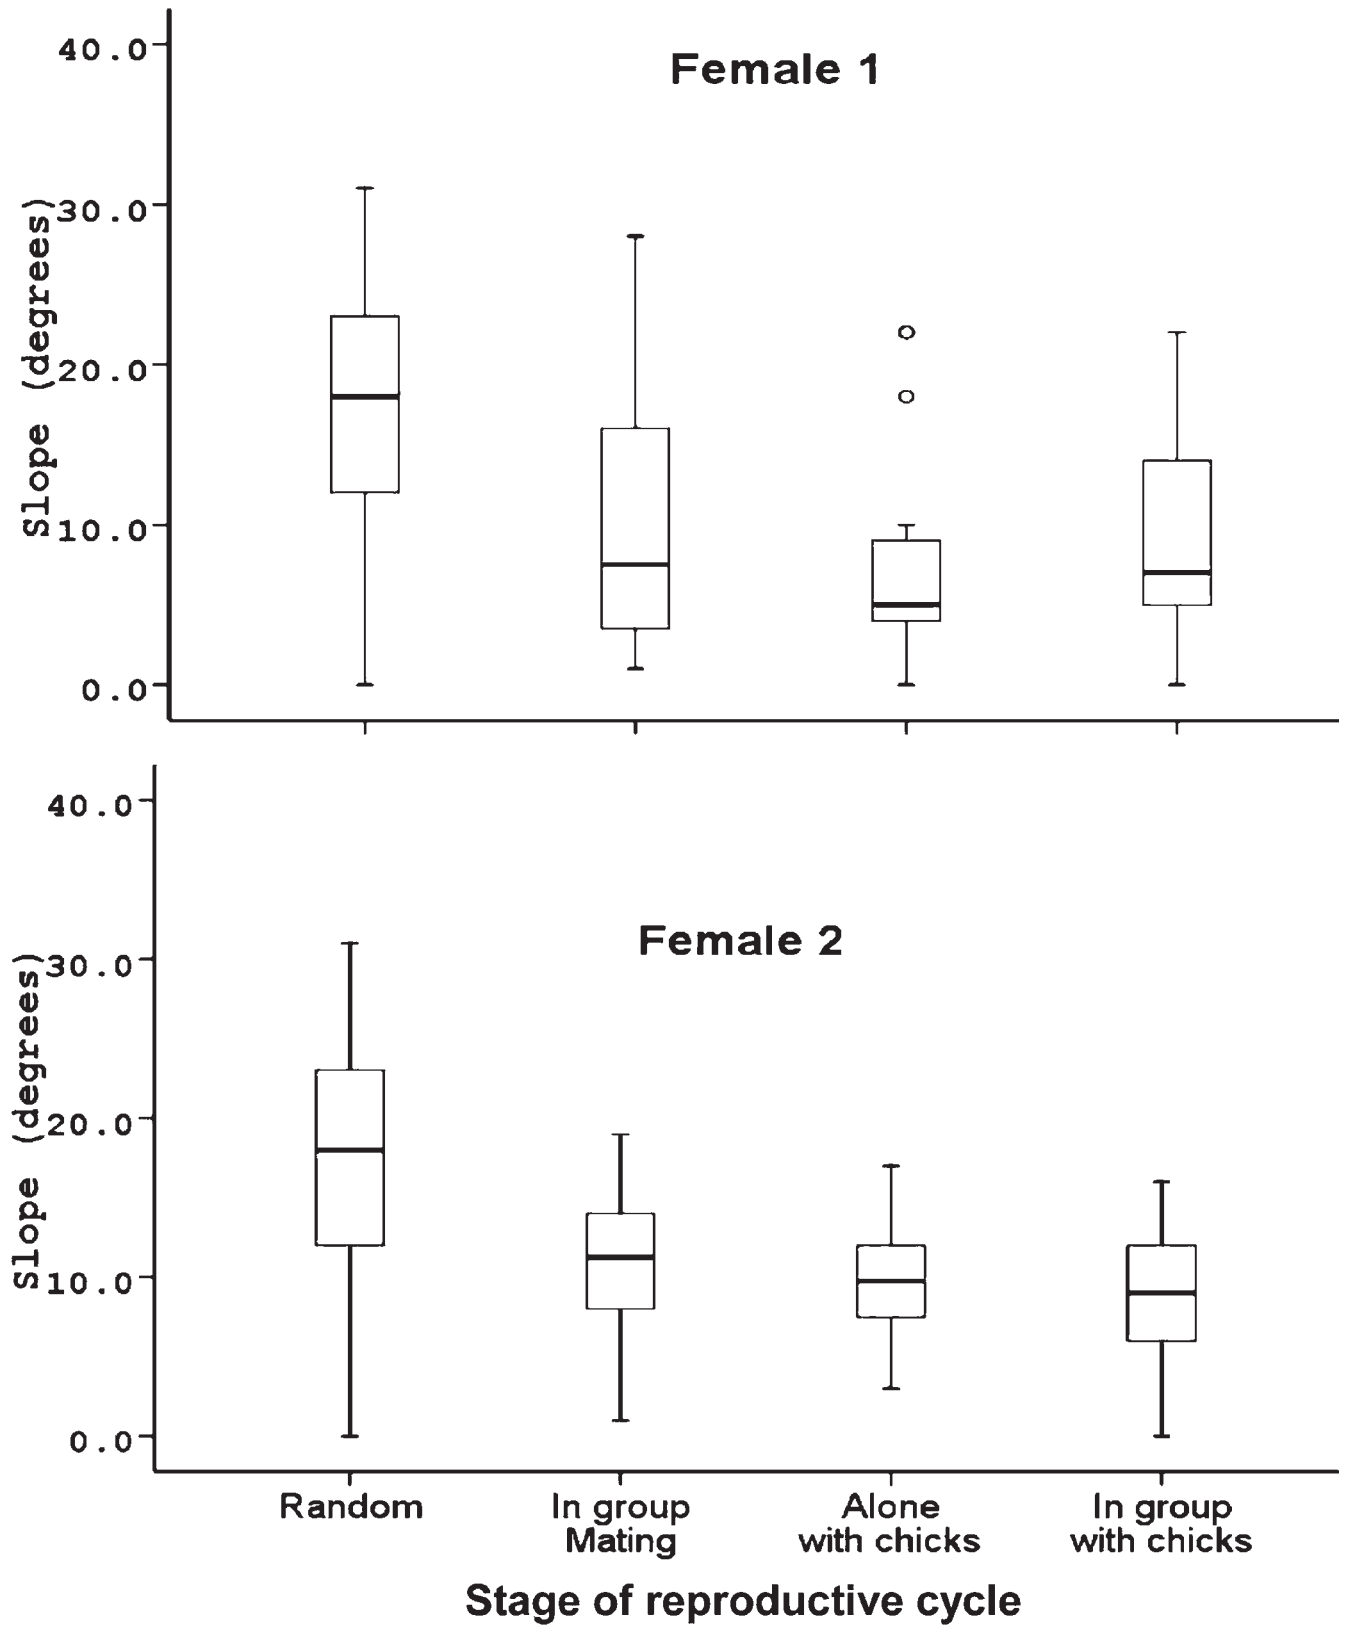 Female 1
Slope (degrees)
40.0
30.0
20.0
10.0
0.0
Female 2
Slope (degrees)
40.0
30.0
20.0
10.0
0.0
Random
In group
Mating
Alone
with chicks
In group
with chicks
Stage of reproductive cycle